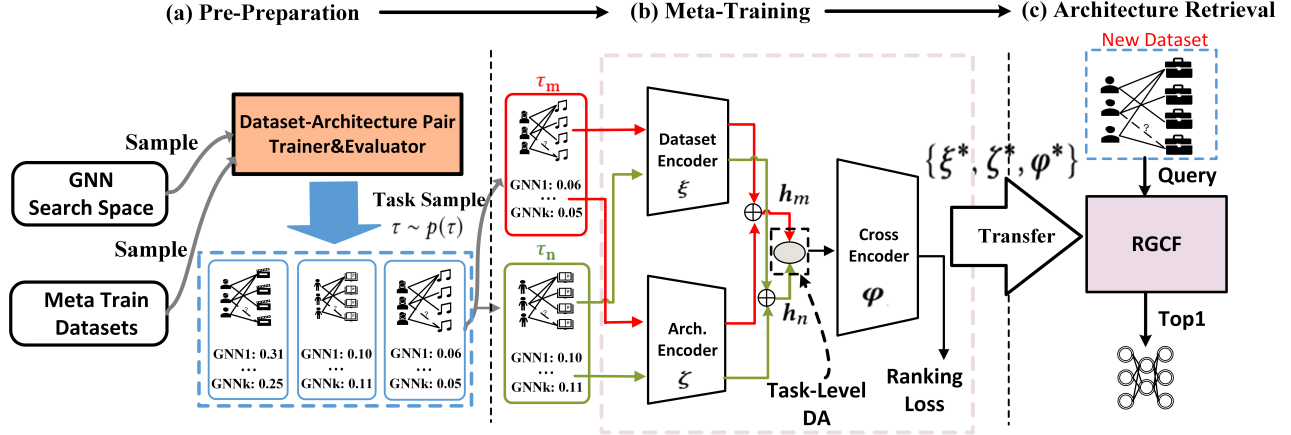 (a) Pre-Preparation
(b) Meta-Training
(c) Architecture Retrieval
Sample
GNN
Search Space
Sample
Meta Train
Datasets
Dataset-Architecture Pair
Trainer&Evaluator
Task Sample
τ ~ p(τ)
GNN1: 0.31
...
GNNk: 0.25
GNN1: 0.10
...
GNNk: 0.11
GNN1: 0.06
...
GNNk: 0.05
τm
GNN1: 0.06
...
GNNk: 0.05
τn
GNN1: 0.10
...
GNNk: 0.11
Dataset
Encoder
ξ
Arch.
Encoder
ζ
hm
hn
Task-Level
DA
Cross
Encoder
φ
Ranking
Loss
{ξ*, ζ*, φ*}
Transfer
New Dataset
?
Query
RGCF
Top1